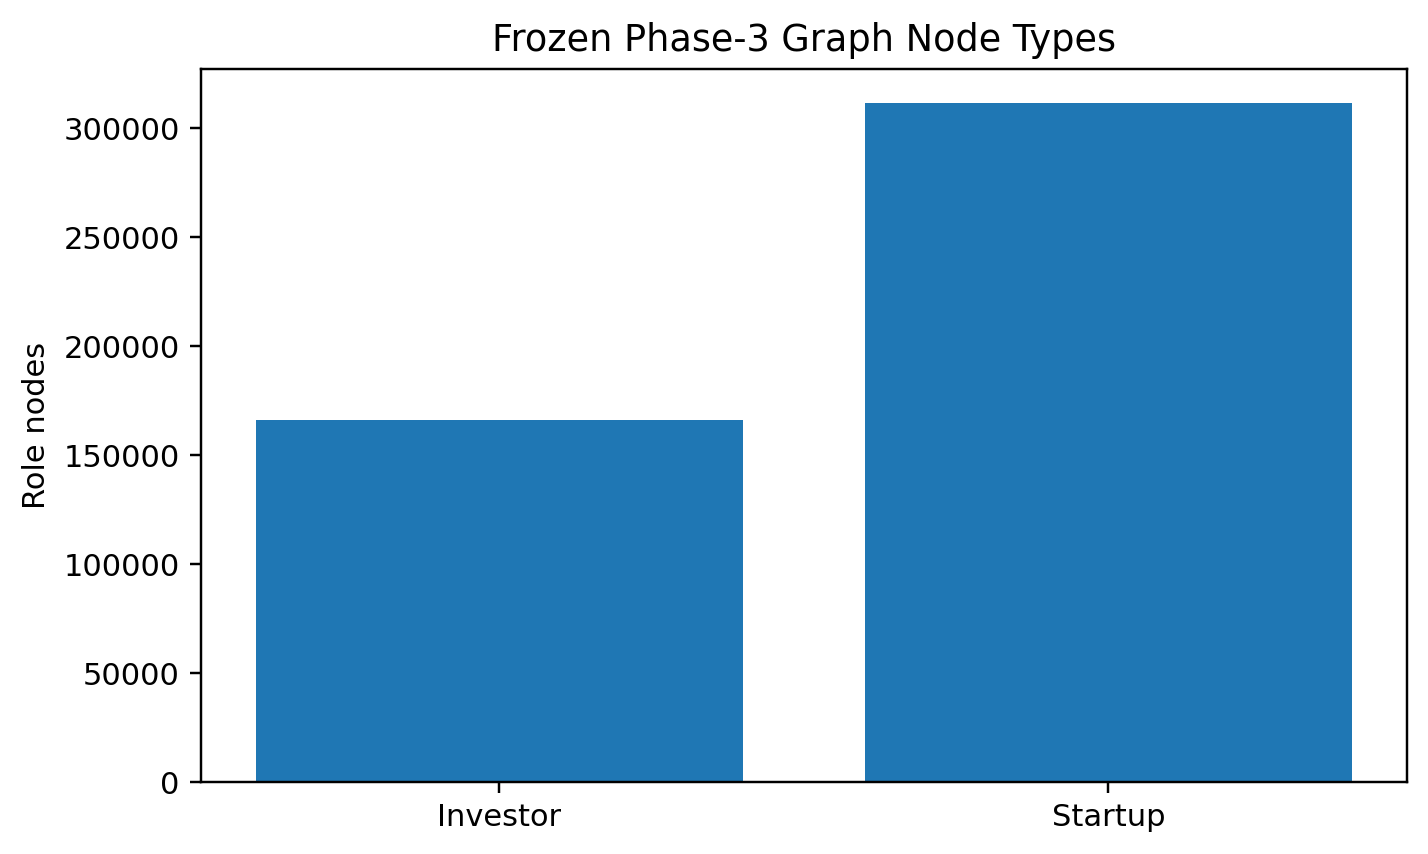 Frozen Phase-3 Graph Node Types
Role nodes
300000
250000
200000
150000
100000
50000
0
Investor
Startup